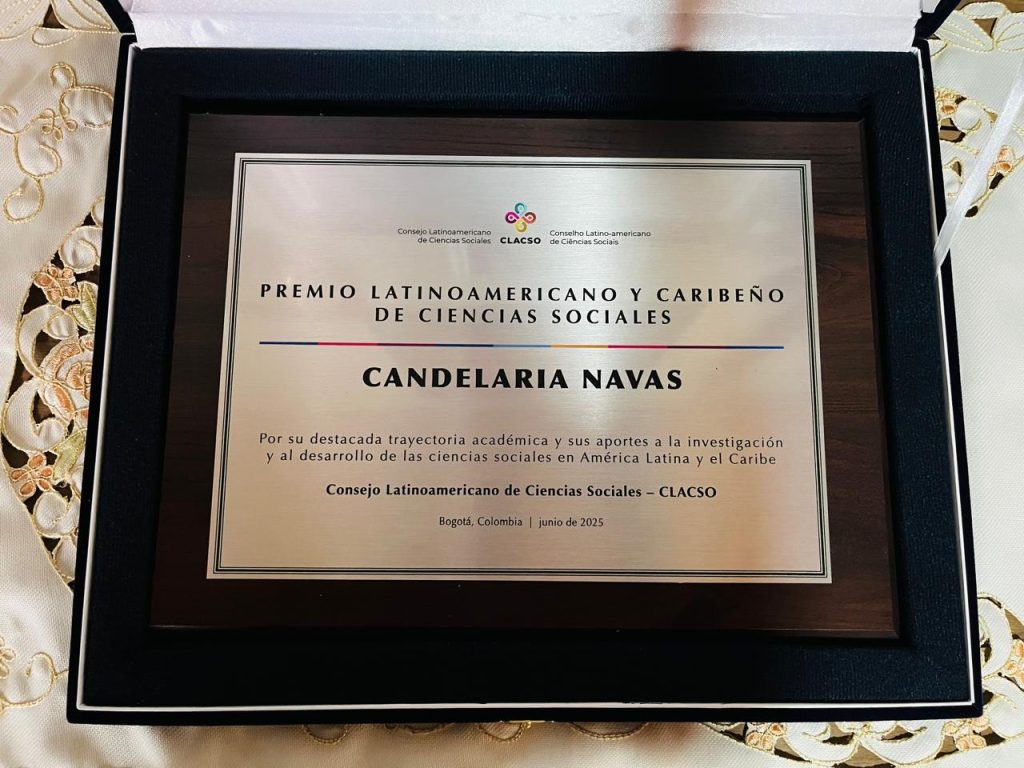 Consejo Latinoamericano
de Ciencias Sociales
CLACSO
Conselho Latino-americano
de Ciências Sociais
PREMIO LATINOAMERICANO Y CARIBEÑO
DE CIENCIAS SOCIALES
CANDELARIA NAVAS
Por su destacada trayectoria académica y sus aportes a la investigación
y al desarrollo de las ciencias sociales en América Latina y el Caribe
Consejo Latinoamericano de Ciencias Sociales – CLACSO
Bogotá, Colombia | junio de 2025